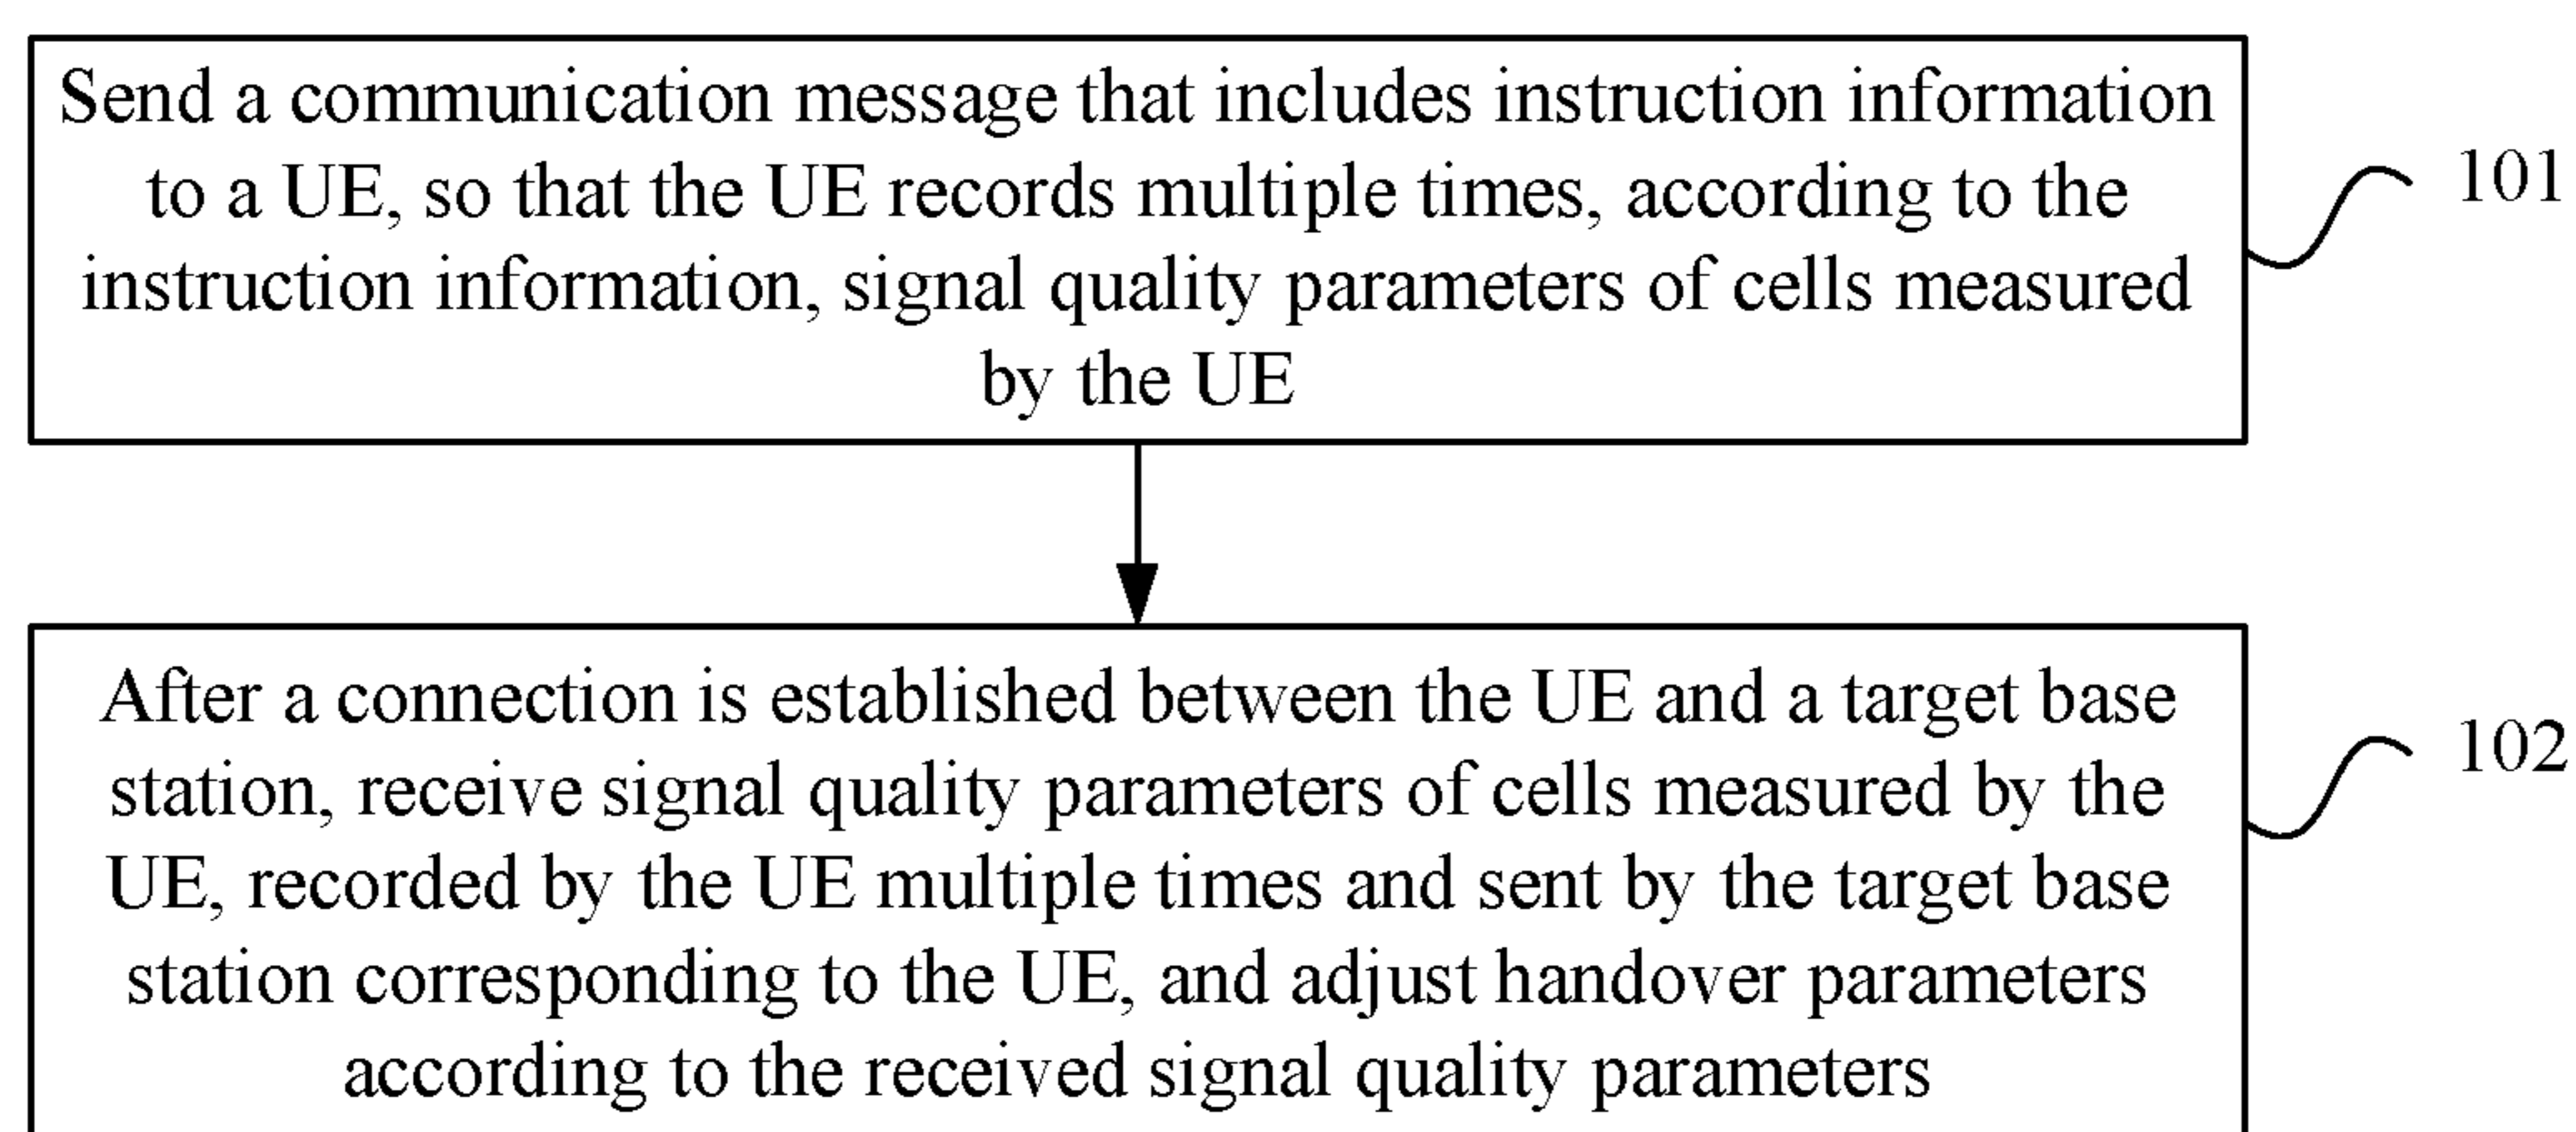 Send a communication message that includes instruction information
to a UE, so that the UE records multiple times, according to the
instruction information, signal quality parameters of cells measured
by the UE
101
After a connection is established between the UE and a target base
station, receive signal quality parameters of cells measured by the
UE, recorded by the UE multiple times and sent by the target base
station corresponding to the UE, and adjust handover parameters
according to the received signal quality parameters
102